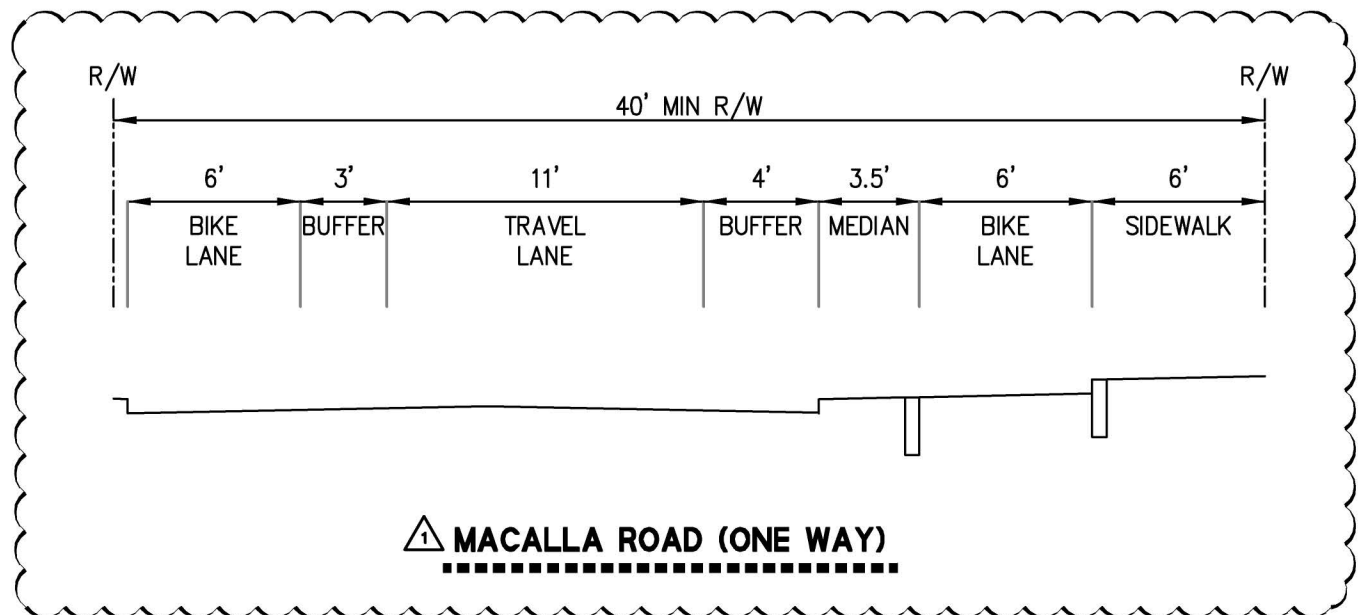 R/W R/W
40' MIN R/W
6' 3' 11' 4' 3.5' 6' 6'
BIKE BUFFER TRAVEL BUFFER MEDIAN BIKE SIDEWALK
LANE LANE LANE
1 MACALLA ROAD (ONE WAY)